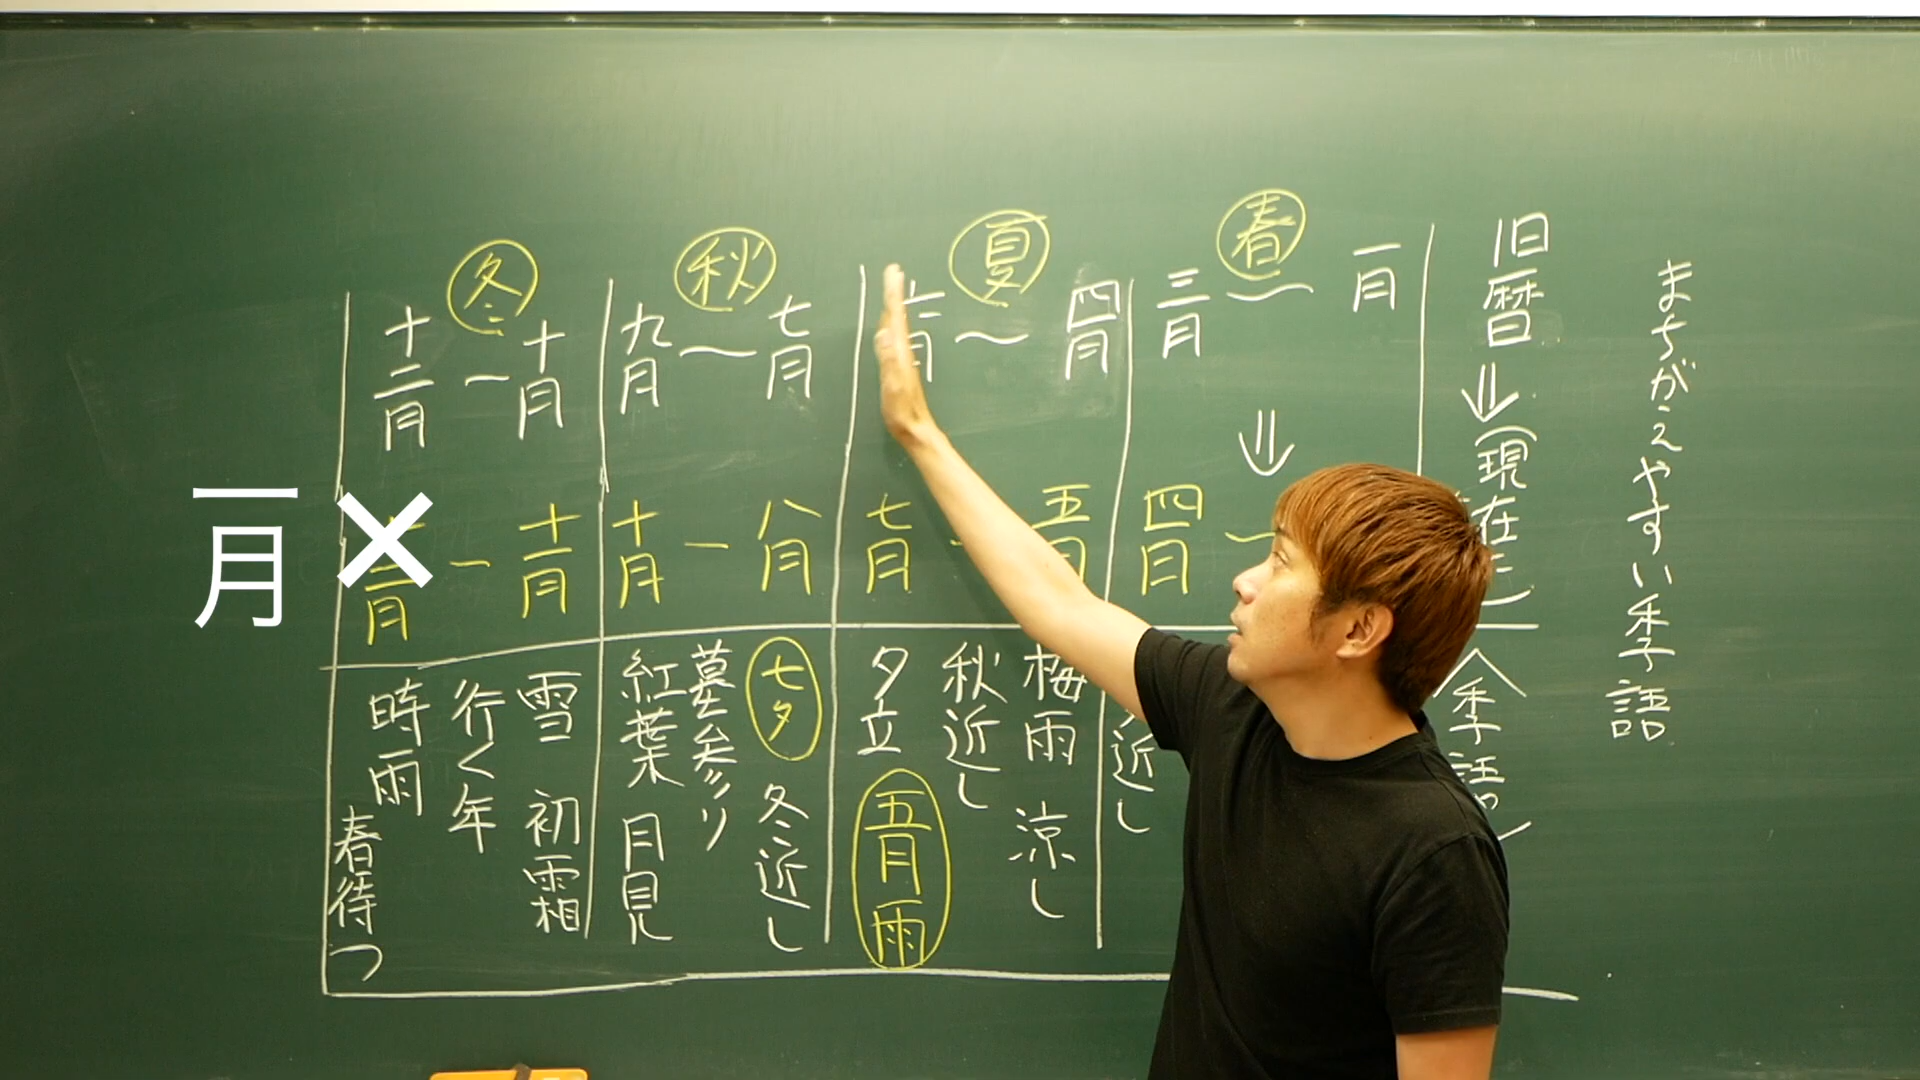 まちがえやすい季語
旧暦⇓(現在)
〈季語〉
春
一月
〜
三月
⇓
四月
〜
近し
夏
四月
〜
六月
五月
七月
梅雨 涼し
秋近し
夕立
五月雨
秋
七月
〜
九月
八月
〜
十月
七夕
冬近し
墓参り
紅葉 月見
冬
十月
〜
十二月
十一月
〜
雪 初霜
行く年
時雨
春待つ
一月
×